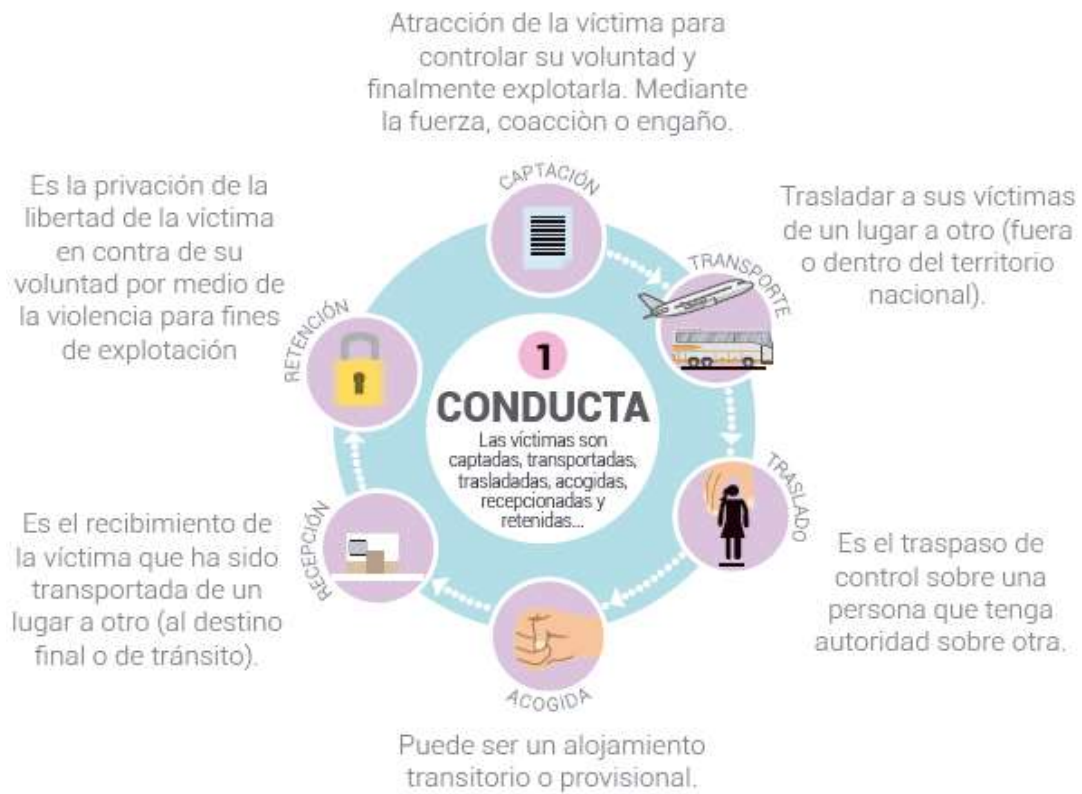 Atracción de la víctima para
controlar su voluntad y
finalmente explotarla. Mediante
la fuerza, coacciòn o engaño.
CAPTACIÓN
Trasladar a sus víctimas
de un lugar a otro (fuera
o dentro del territorio
nacional).
TRANSPORTE
Es el traspaso de
control sobre una
persona que tenga
autoridad sobre otra.
TRASLADO
ACOGIDA
Puede ser un alojamiento
transitorio o provisional.
RECEPCIÓN
Es el recibimiento de
la víctima que ha sido
transportada de un
lugar a otro (al destino
final o de tránsito).
RETENCIÓN
Es la privación de la
libertad de la víctima
en contra de su
voluntad por medio de
la violencia para fines
de explotación
1
CONDUCTA
Las víctimas son
captadas, transportadas,
trasladadas, acogidas,
recepcionadas y
retenidas...